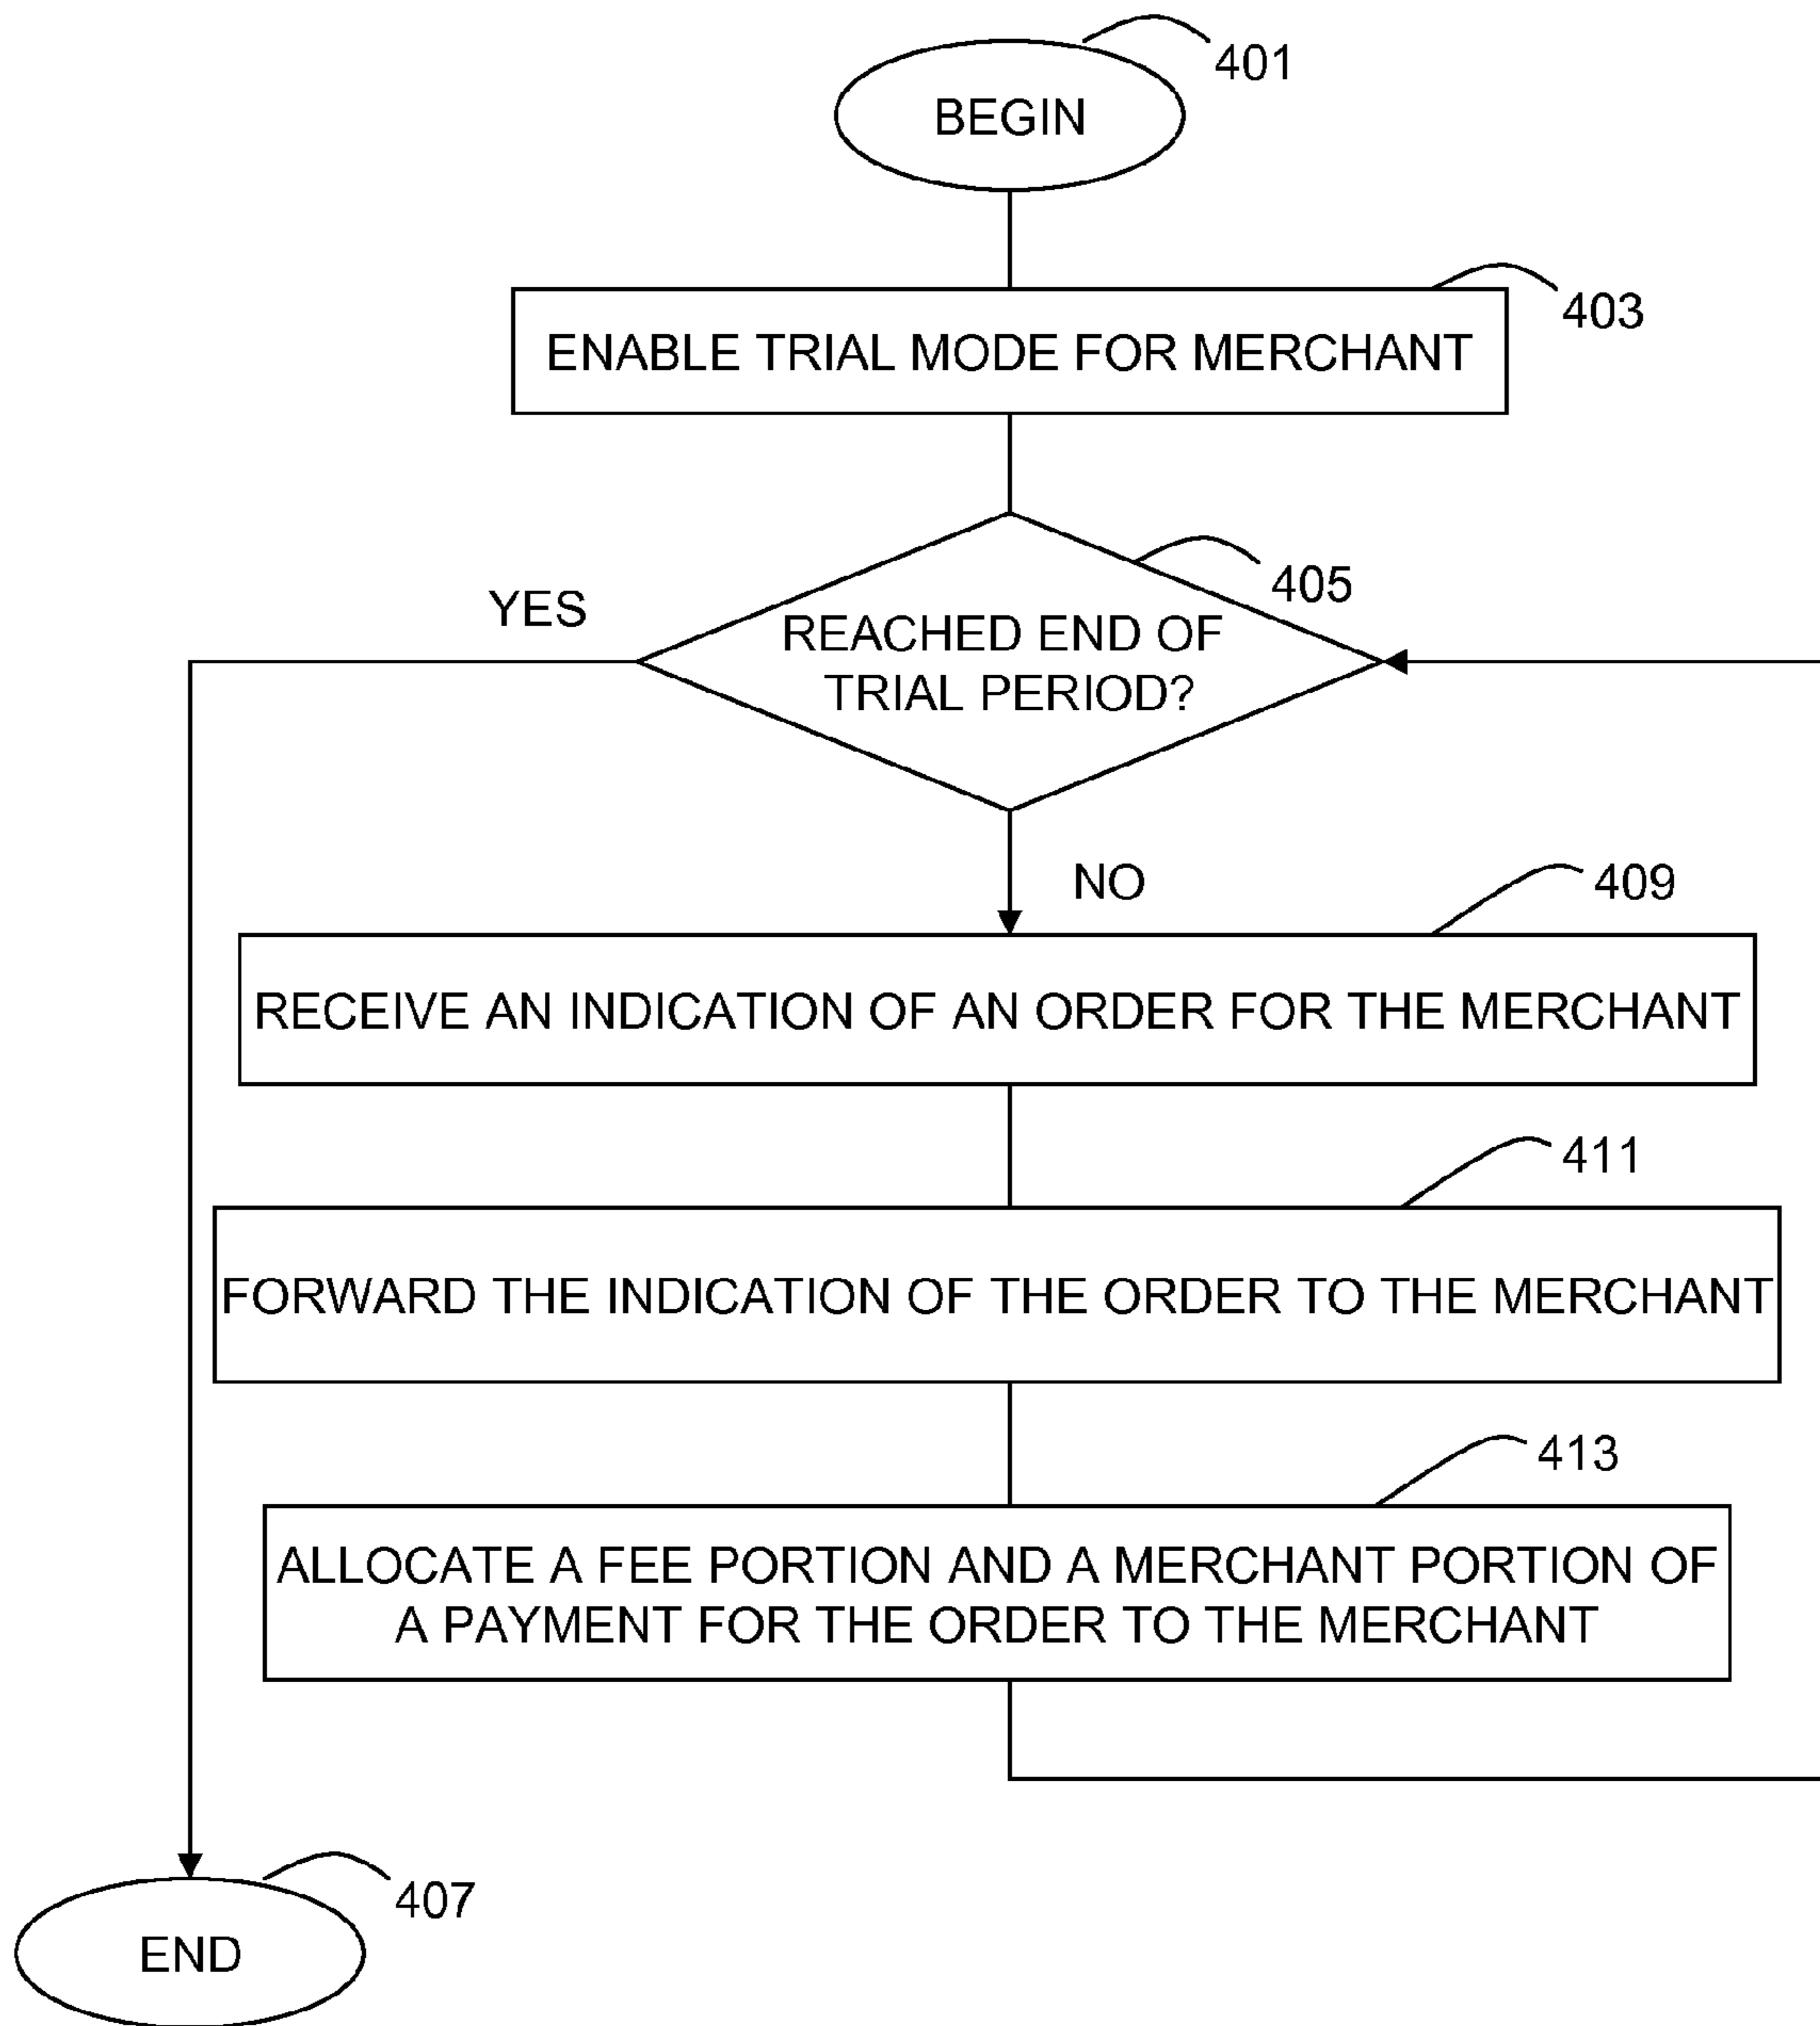 401
BEGIN
403
ENABLE TRIAL MODE FOR MERCHANT
405
YES
REACHED END OF
TRIAL PERIOD?
NO
409
RECEIVE AN INDICATION OF AN ORDER FOR THE MERCHANT
411
FORWARD THE INDICATION OF THE ORDER TO THE MERCHANT
413
ALLOCATE A FEE PORTION AND A MERCHANT PORTION OF
A PAYMENT FOR THE ORDER TO THE MERCHANT
407
END